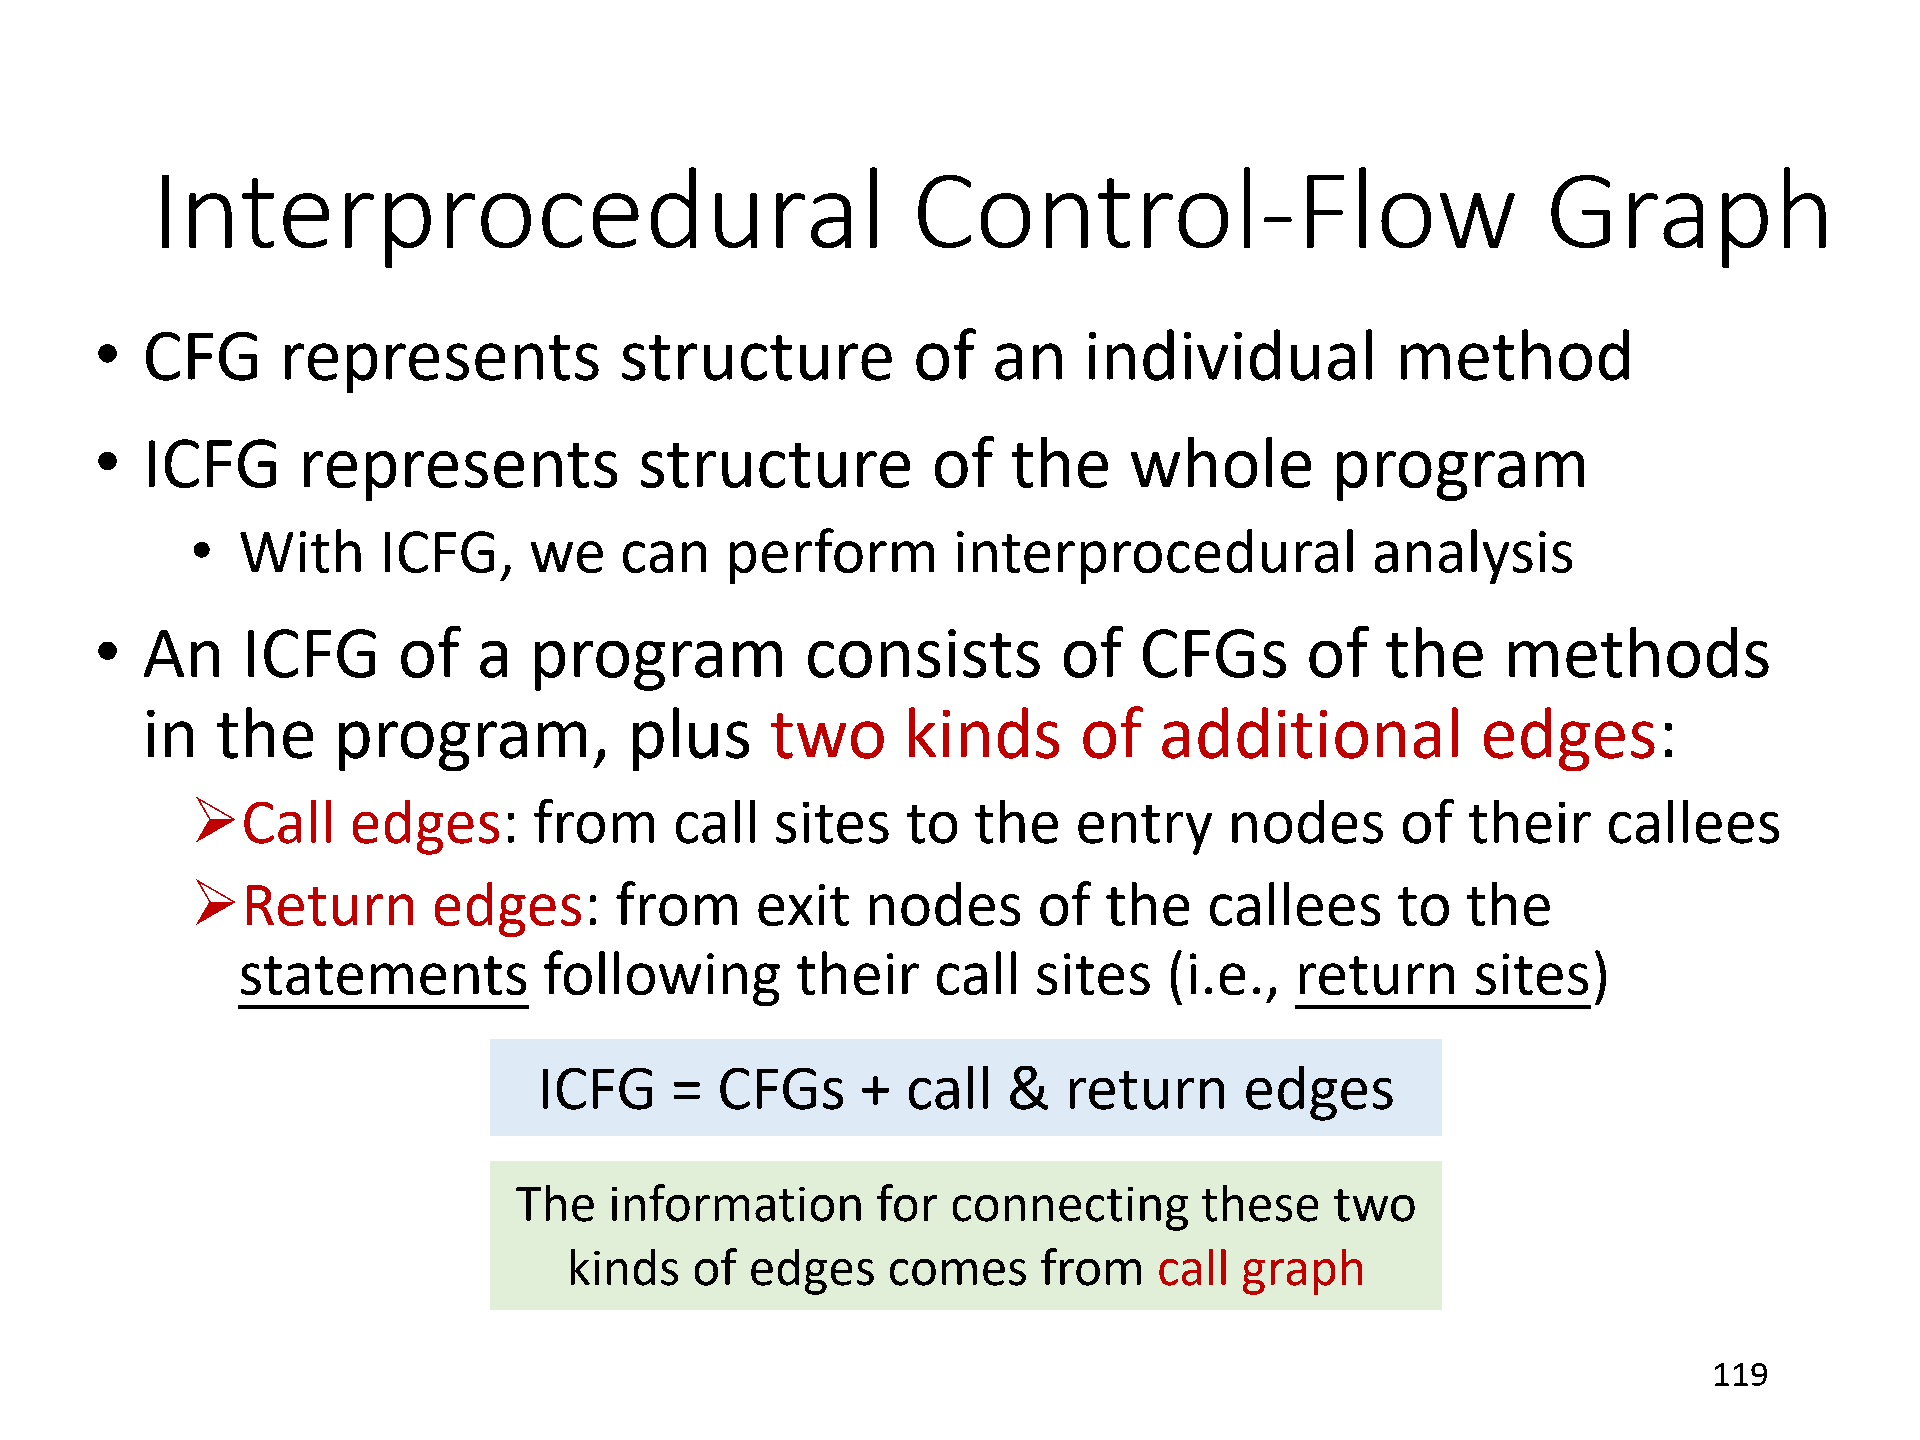 Interprocedural Control-Flow Graph
• CFG represents structure of an individual method
• ICFG represents structure of the whole program
• With ICFG, we can perform interprocedural analysis
• An ICFG of a program consists of CFGs of the methods
in the program, plus two kinds of additional edges:
➢Call edges: from call sites to the entry nodes of their callees
➢Return edges: from exit nodes of the callees to the
statements following their call sites (i.e., return sites)
ICFG = CFGs + call & return edges
The information for connecting these two
kinds of edges comes from call graph
119